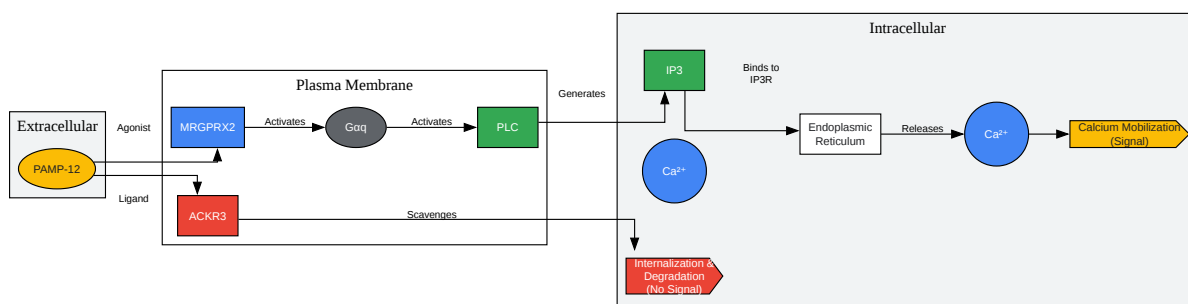 Extracellular
PAMP-12
Agonist
Ligand
Plasma Membrane
MRGPRX2
Activates
Gαq
Activates
PLC
ACKR3
Scavenges
Generates
Intracellular
IP3
Binds to
IP3R
Endoplasmic
Reticulum
Releases
Ca²⁺
Calcium Mobilization
(Signal)
Ca²⁺
Internalization &
Degradation
(No Signal)